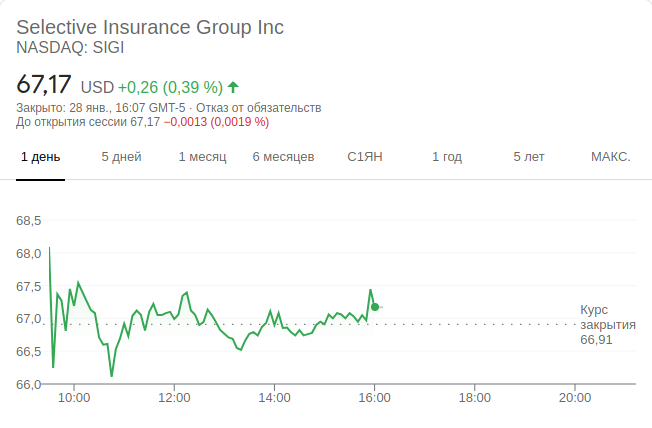 Selective Insurance Group Inc
NASDAQ: SIGI
67,17 USD +0,26 (0,39 %)
Закрыто: 28 янв., 16:07 GMT-5 · Отказ от обязательств
До открытия сессии 67,17 −0,0013 (0,0019 %)
1 день 5 дней 1 месяц 6 месяцев С1ЯН 1 год 5 лет МАКС.
68,5
68,0
67,5
67,0
66,5
66,0
Курс
закрытия
66,91
10:00 12:00 14:00 16:00 18:00 20:00